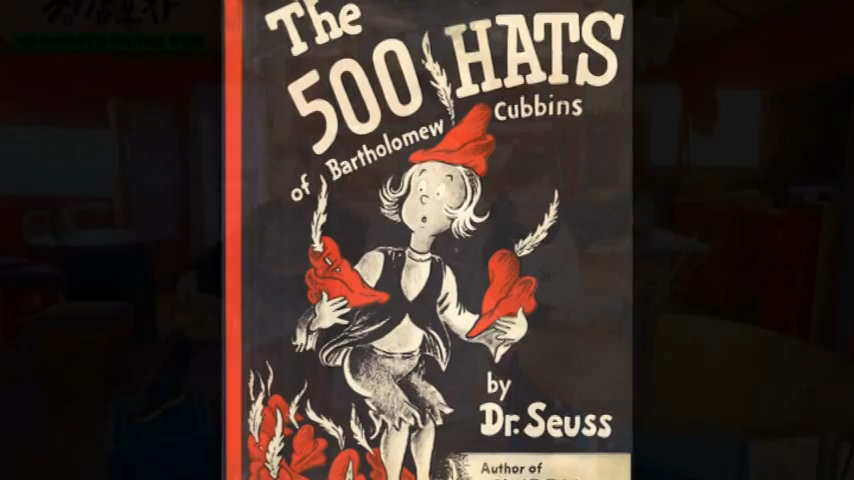 The
500 HATS
of Bartholomew Cubbins
by
Dr. Seuss
Author of